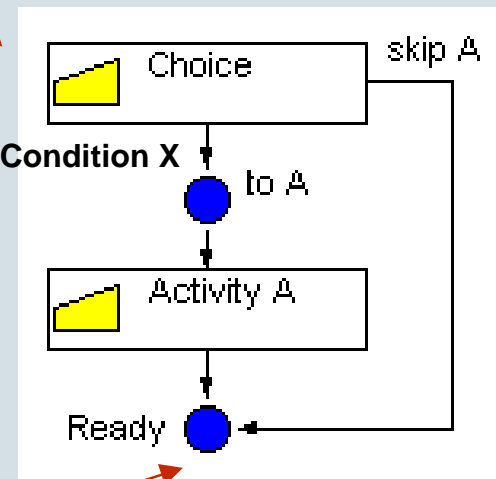 Choice
skip A
Condition X
to A
Activity A
Ready